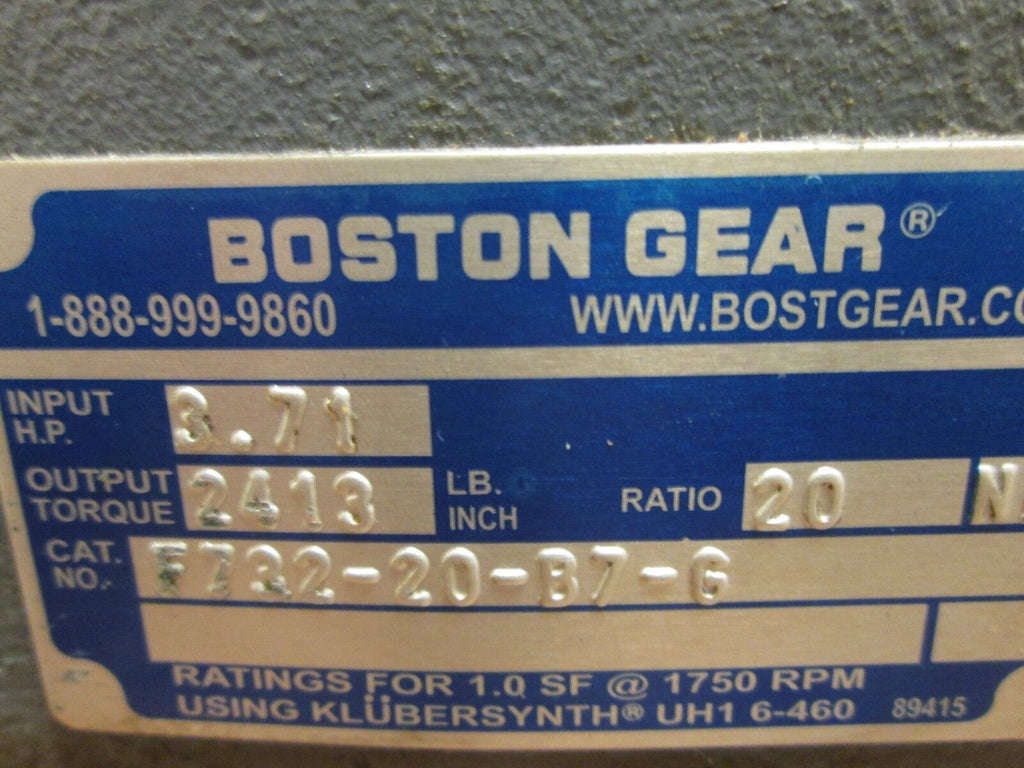 BOSTON GEAR®
1-888-999-9860 WWW.BOSTGEAR.CO
INPUT H.P. 3.71
OUTPUT TORQUE 2413 LB. INCH RATIO 20 N
CAT. NO. F732-20-B7-G
RATINGS FOR 1.0 SF @ 1750 RPM
USING KLÜBERSYNTH® UH1 6-460 89415